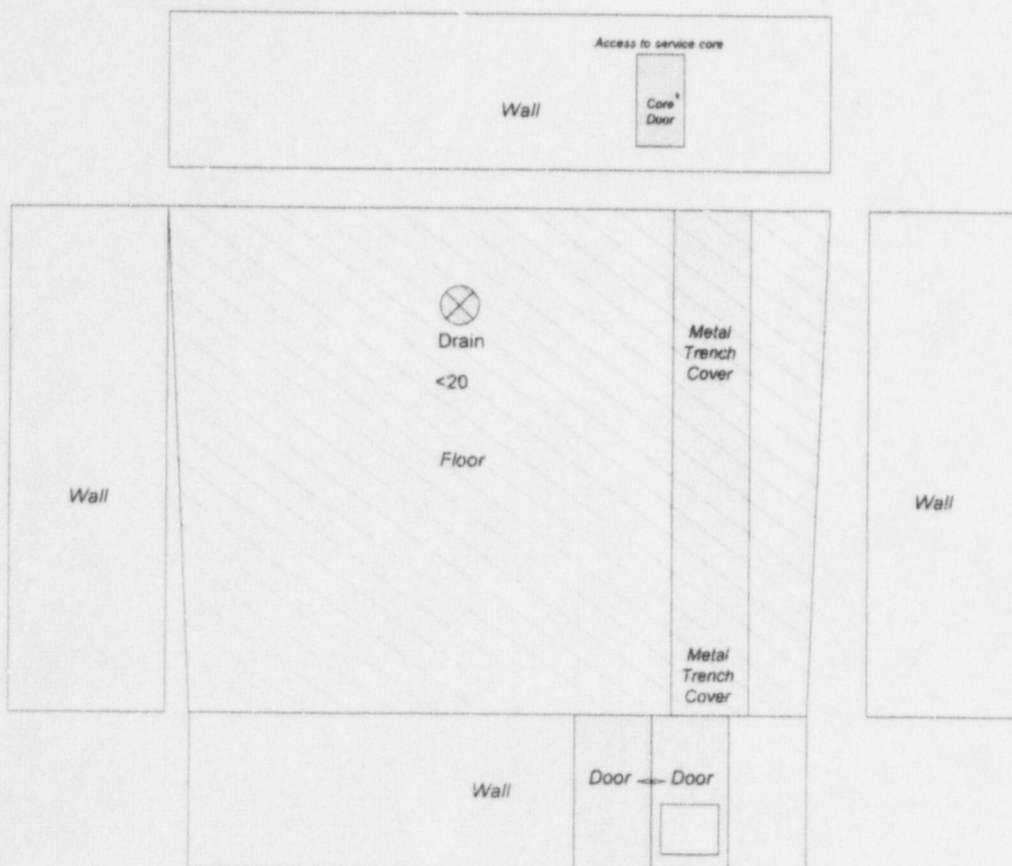 Access to service core
Wall
Core
Door
Drain
<20
Floor
Metal
Trench
Cover
Wall
Wall
Metal
Trench
Cover
Wall
Door
Door